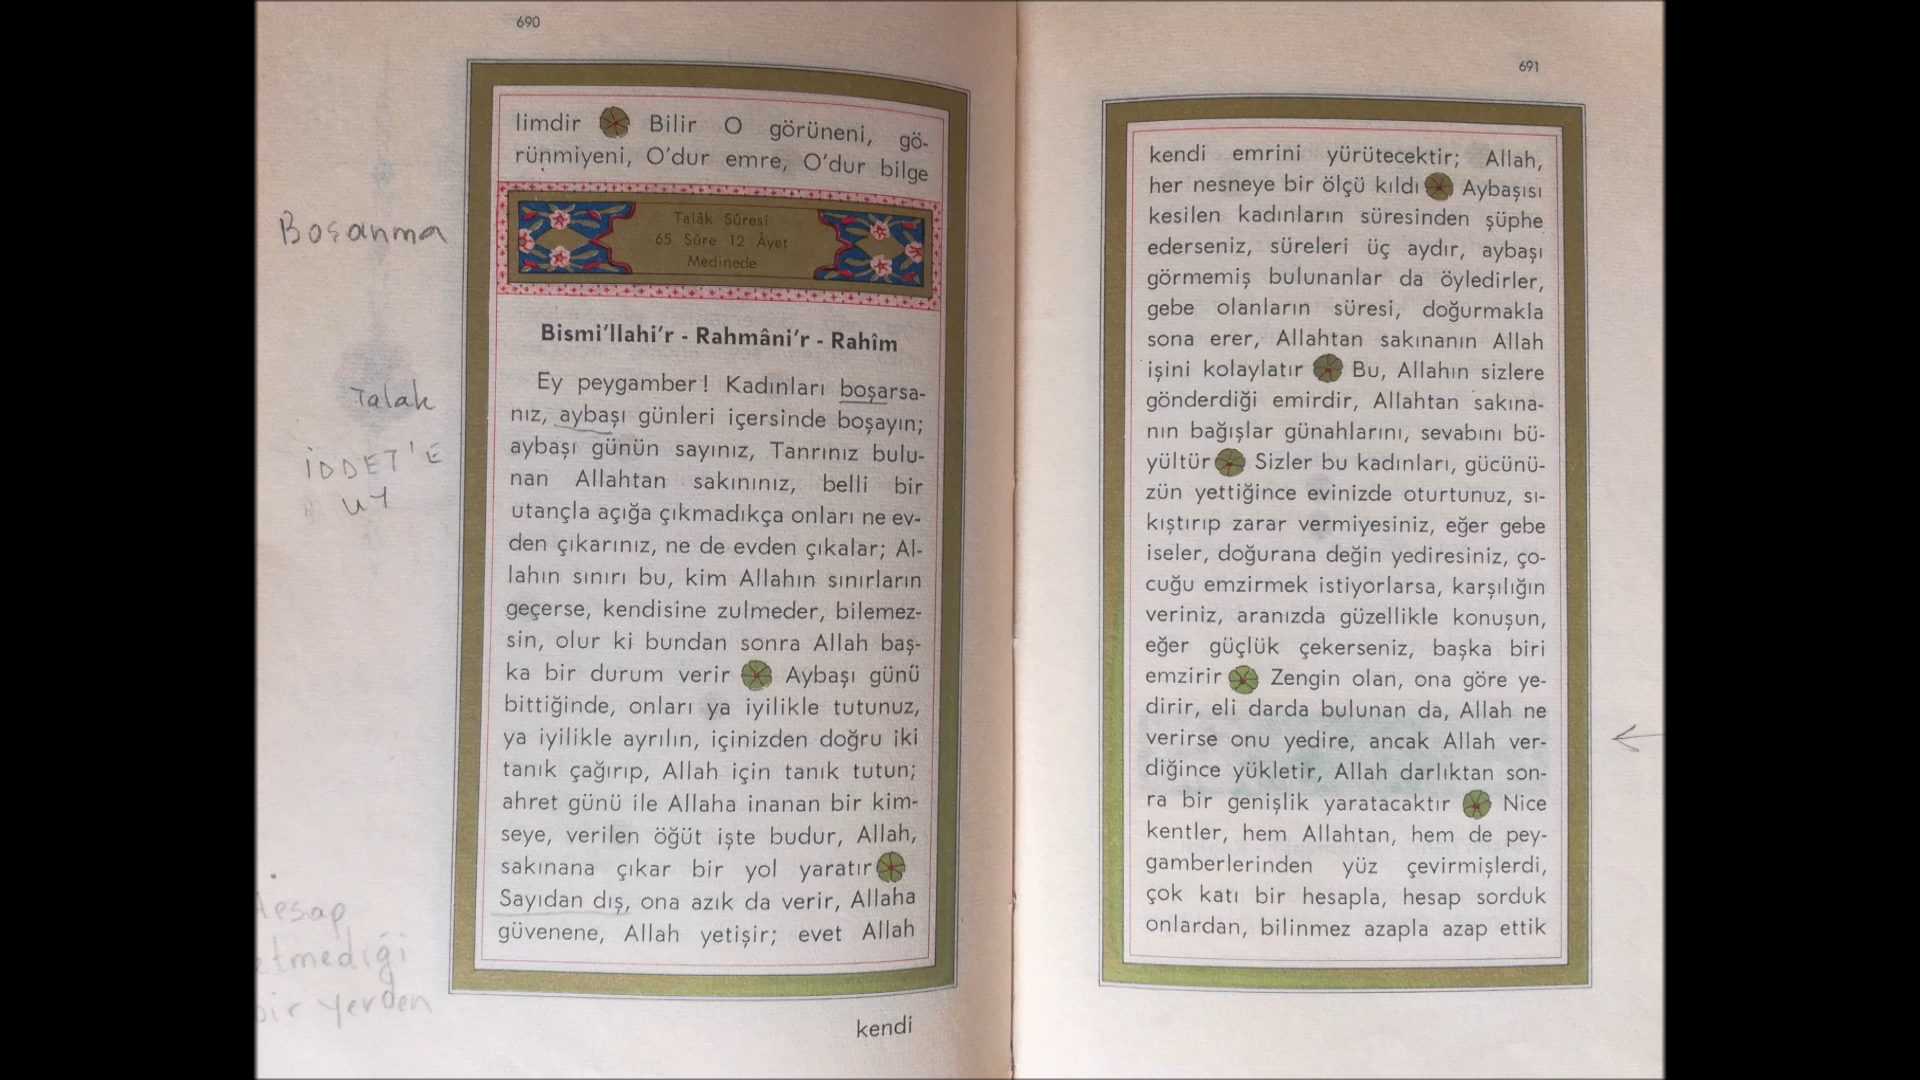 690
limdir Bilir O görüneni, gö-
rünmiyeni, O'dur emre, O'dur bilge
Boşanma
Talâk Sûresi
65 Sûre 12 Âyet
Medinede
Bismi'llahi'r - Rahmâni'r - Rahîm
Talak
İDDET'E
UY
Ey peygamber! Kadınları boşarsa-
nız, aybaşı günleri içersinde boşayın;
aybaşı günün sayınız, Tanrınız bulu-
nan Allahtan sakınınız, belli bir
utançla açığa çıkmadıkça onları ne ev-
den çıkarınız, ne de evden çıkalar; Al-
lahın sınırı bu, kim Allahın sınırların
geçerse, kendisine zulmeder, bilemez-
sin, olur ki bundan sonra Allah baş-
ka bir durum verir Aybaşı günü
bittiğinde, onları ya iyilikle tutunuz,
ya iyilikle ayrılın, içinizden doğru iki
tanık çağırıp, Allah için tanık tutun;
ahret günü ile Allaha inanan bir kim-
seye, verilen öğüt işte budur, Allah,
sakınana çıkar bir yol yaratır
Sayıdan dış, ona azık da verir, Allaha
güvenene, Allah yetişir; evet Allah
Hesap
etmediği
bir yerden
kendi
691
kendi emrini yürütecektir; Allah,
her nesneye bir ölçü kıldı Aybaşısı
kesilen kadınların süresinden şüphe
ederseniz, süreleri üç aydır, aybaşı
görmemiş bulunanlar da öyledirler,
gebe olanların süresi, doğurmakla
sona erer, Allahtan sakınanın Allah
işini kolaylatır Bu, Allahın sizlere
gönderdiği emirdir, Allahtan sakına-
nın bağışlar günahlarını, sevabını bü-
yültür Sizler bu kadınları, gücünü-
zün yettiğince evinizde oturtunuz, sı-
kıştırıp zarar vermiyesiniz, eğer gebe
iseler, doğurana değin yediresiniz, ço-
cuğu emzirmek istiyorlarsa, karşılığın
veriniz, aranızda güzellikle konuşun,
eğer güçlük çekerseniz, başka biri
emzirir Zengin olan, ona göre ye-
dirir, eli darda bulunan da, Allah ne
verirse onu yedire, ancak Allah ver-
diğince yükletir, Allah darlıktan son-
ra bir genişlik yaratacaktır Nice
kentler, hem Allahtan, hem de pey-
gamberlerinden yüz çevirmişlerdi,
çok katı bir hesapla, hesap sorduk
onlardan, bilinmez azapla azap ettik